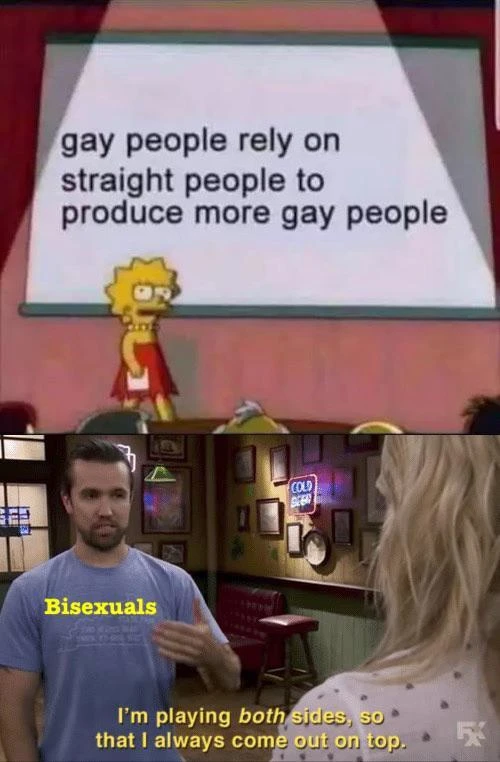 gay people rely on
straight people to
produce more gay people
COLD
BEER
Bisexuals
I'm playing both sides, so
that I always come out on top.
FX